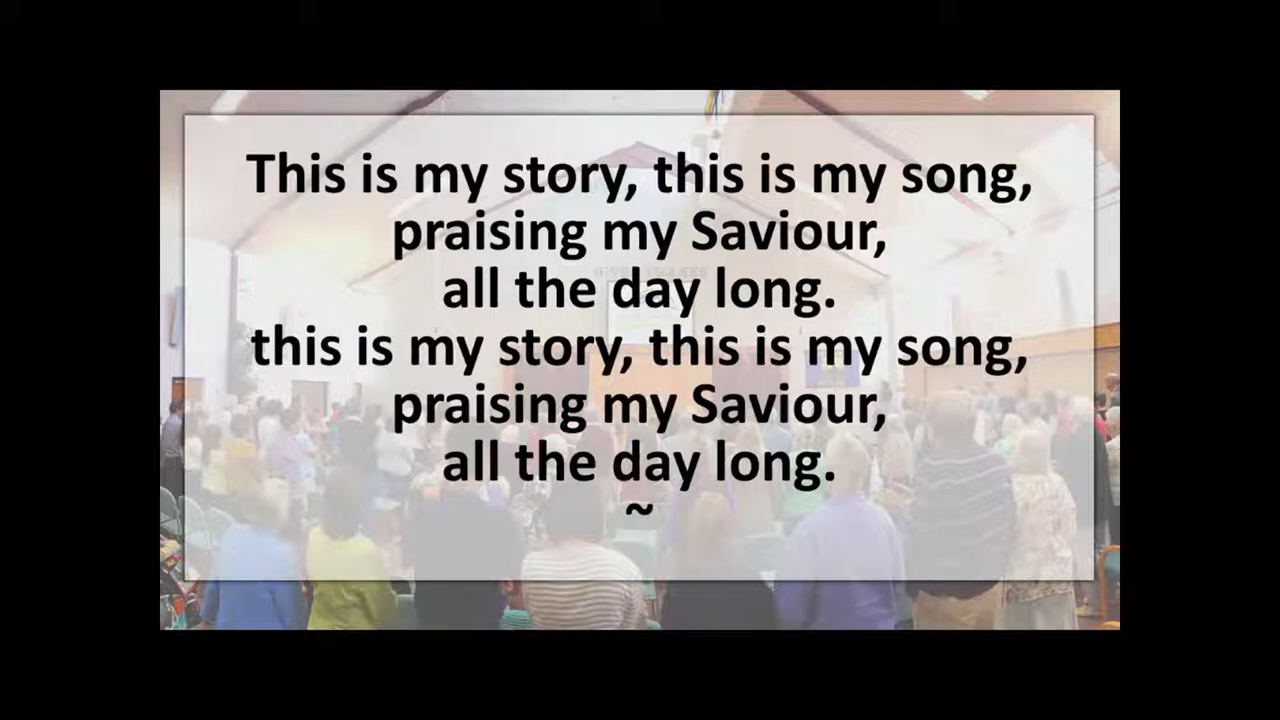 This is my story, this is my song,
praising my Saviour,
all the day long.
this is my story, this is my song,
praising my Saviour,
all the day long.
~